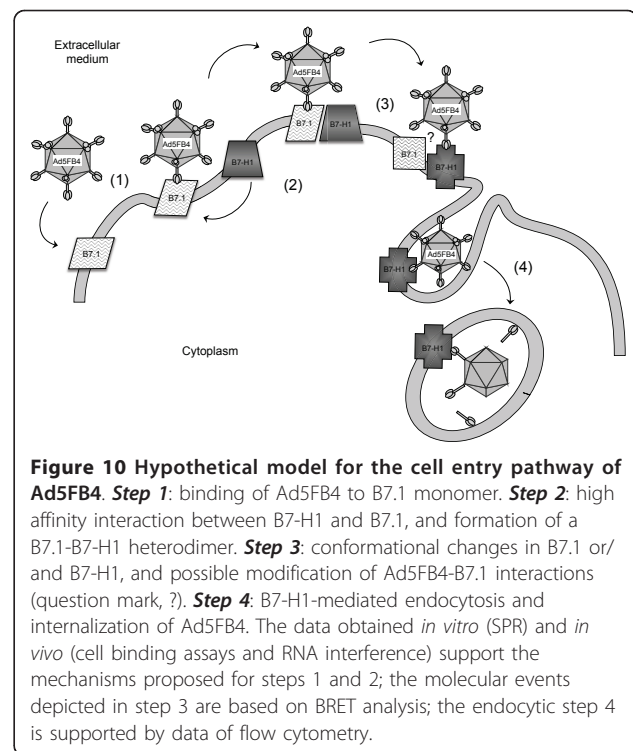 Extracellular
medium
Ad5FB4
Ad5FB4
Ad5FB4
Ad5FB4
(1)
B7.1
B7.1
B7-H1
(2)
B7.1
B7-H1
(3)
B7.1
?
B7-H1
B7-H1
Ad5FB4
(4)
B7-H1
Cytoplasm
Figure 10 Hypothetical model for the cell entry pathway of
Ad5FB4. Step 1: binding of Ad5FB4 to B7.1 monomer. Step 2: high
affinity interaction between B7-H1 and B7.1, and formation of a
B7.1-B7-H1 heterodimer. Step 3: conformational changes in B7.1 or/
and B7-H1, and possible modification of Ad5FB4-B7.1 interactions
(question mark, ?). Step 4: B7-H1-mediated endocytosis and
internalization of Ad5FB4. The data obtained in vitro (SPR) and in
vivo (cell binding assays and RNA interference) support the
mechanisms proposed for steps 1 and 2; the molecular events
depicted in step 3 are based on BRET analysis; the endocytic step 4
is supported by data of flow cytometry.